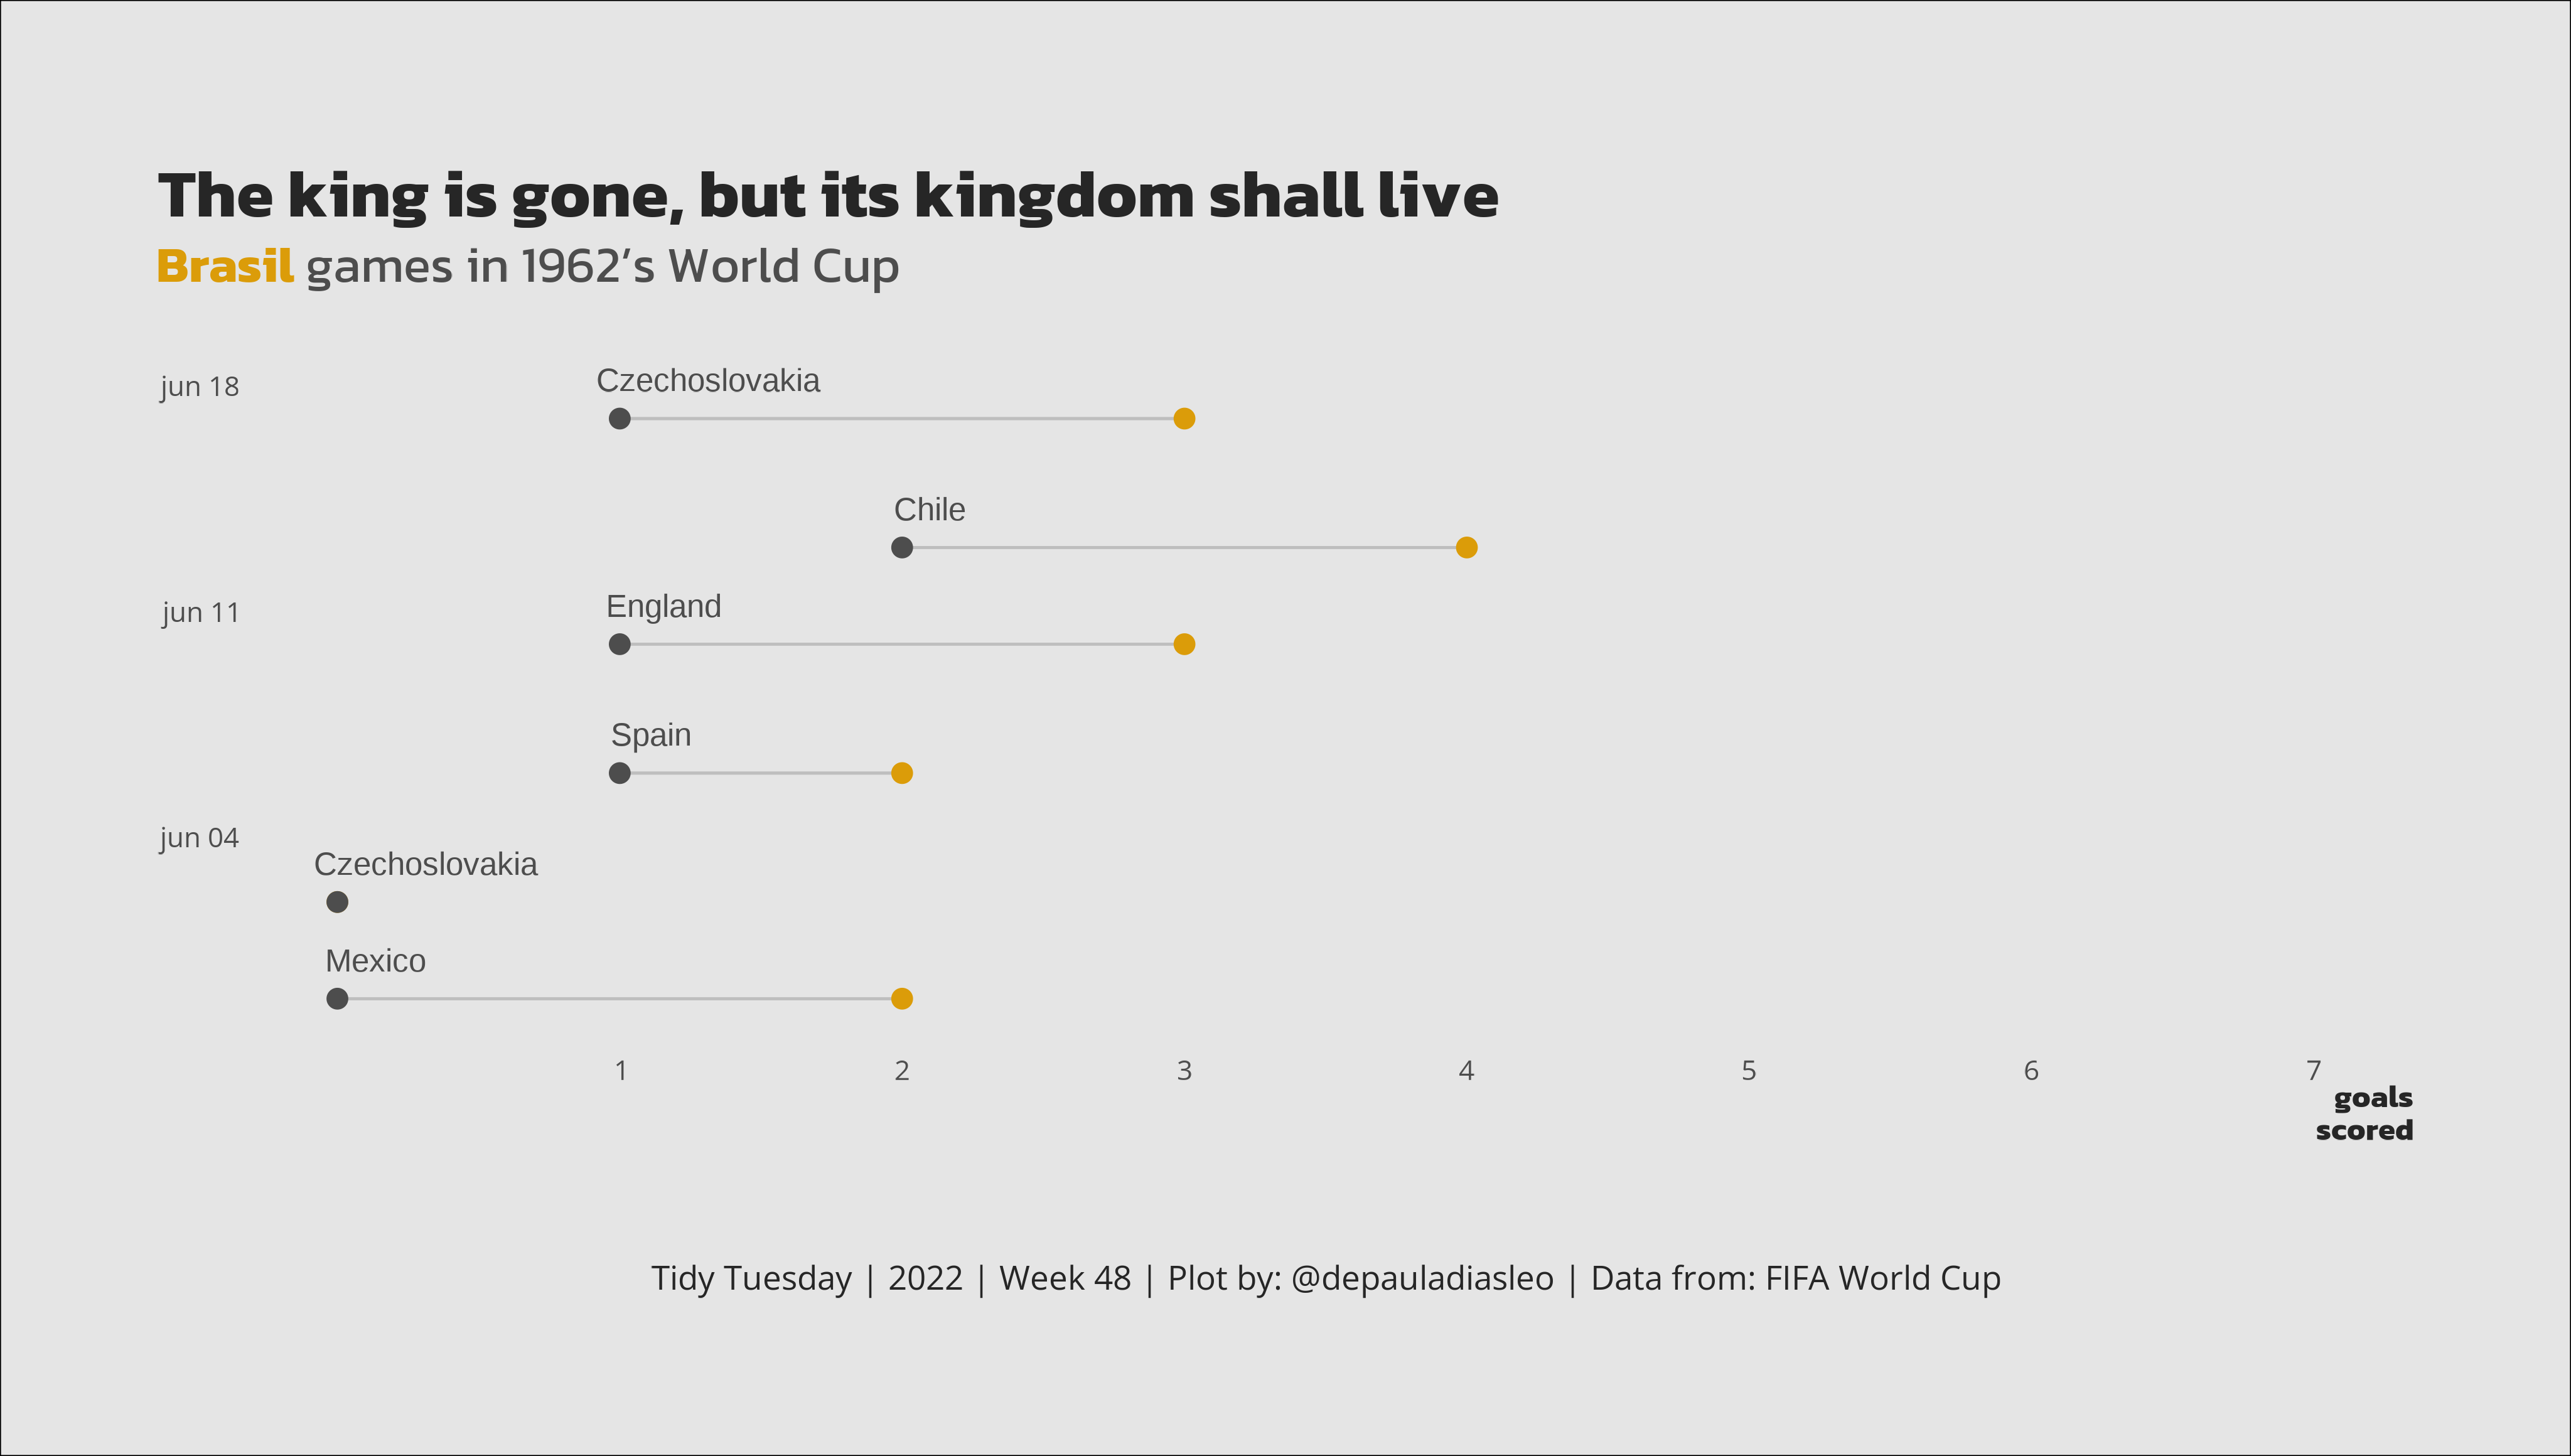 The king is gone, but its kingdom shall live
Brasil games in 1962’s World Cup
jun 18
Czechoslovakia
Chile
jun 11
England
Spain
jun 04
Czechoslovakia
Mexico
1 2 3 4 5 6 7
goals
scored
Tidy Tuesday | 2022 | Week 48 | Plot by: @depauladiasleo | Data from: FIFA World Cup